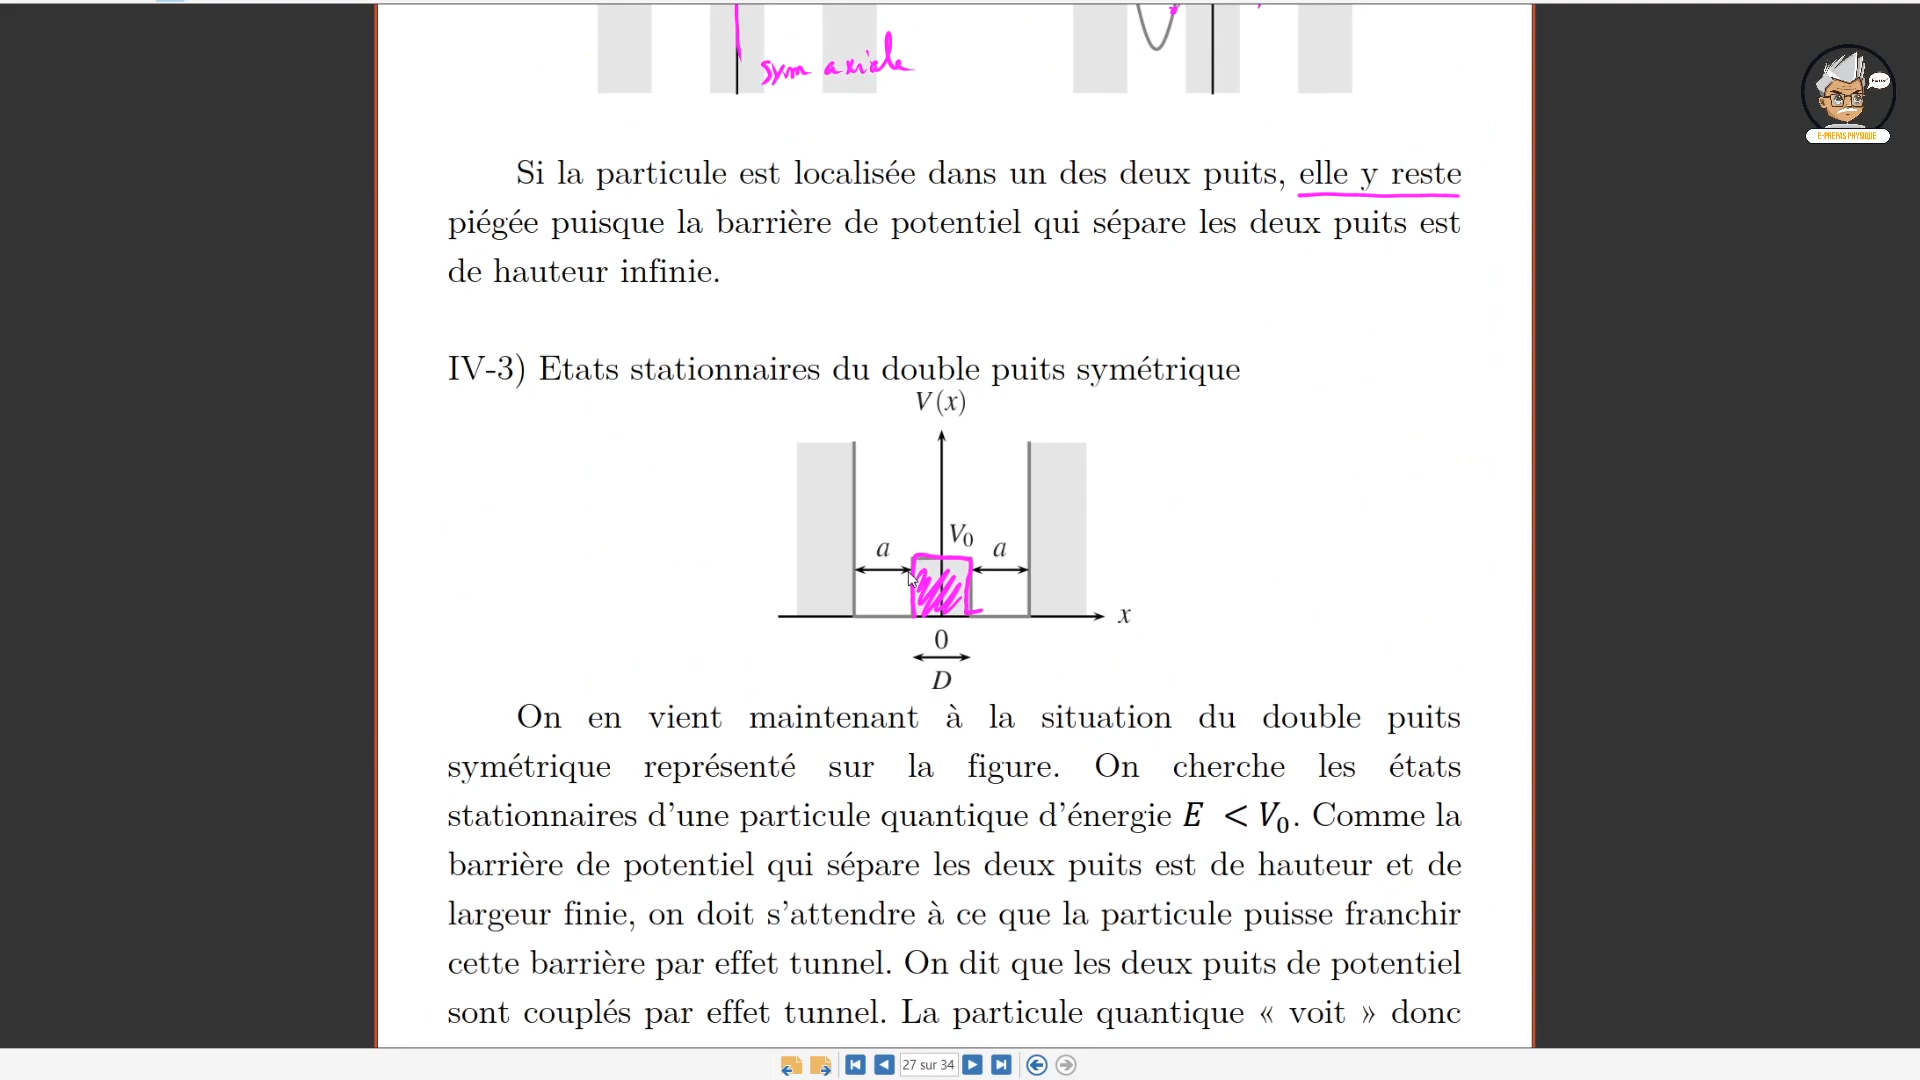 sym axiale
Si la particule est localisée dans un des deux puits, elle y reste
piégée puisque la barrière de potentiel qui sépare les deux puits est
de hauteur infinie.
IV-3) Etats stationnaires du double puits symétrique
V(x)
V0
a
a
x
0
D
On en vient maintenant à la situation du double puits
symétrique représenté sur la figure. On cherche les états
stationnaires d'une particule quantique d'énergie E < V0. Comme la
barrière de potentiel qui sépare les deux puits est de hauteur et de
largeur finie, on doit s'attendre à ce que la particule puisse franchir
cette barrière par effet tunnel. On dit que les deux puits de potentiel
sont couplés par effet tunnel. La particule quantique « voit » donc
27 sur 34
E-PREPAS PHYSIQUE